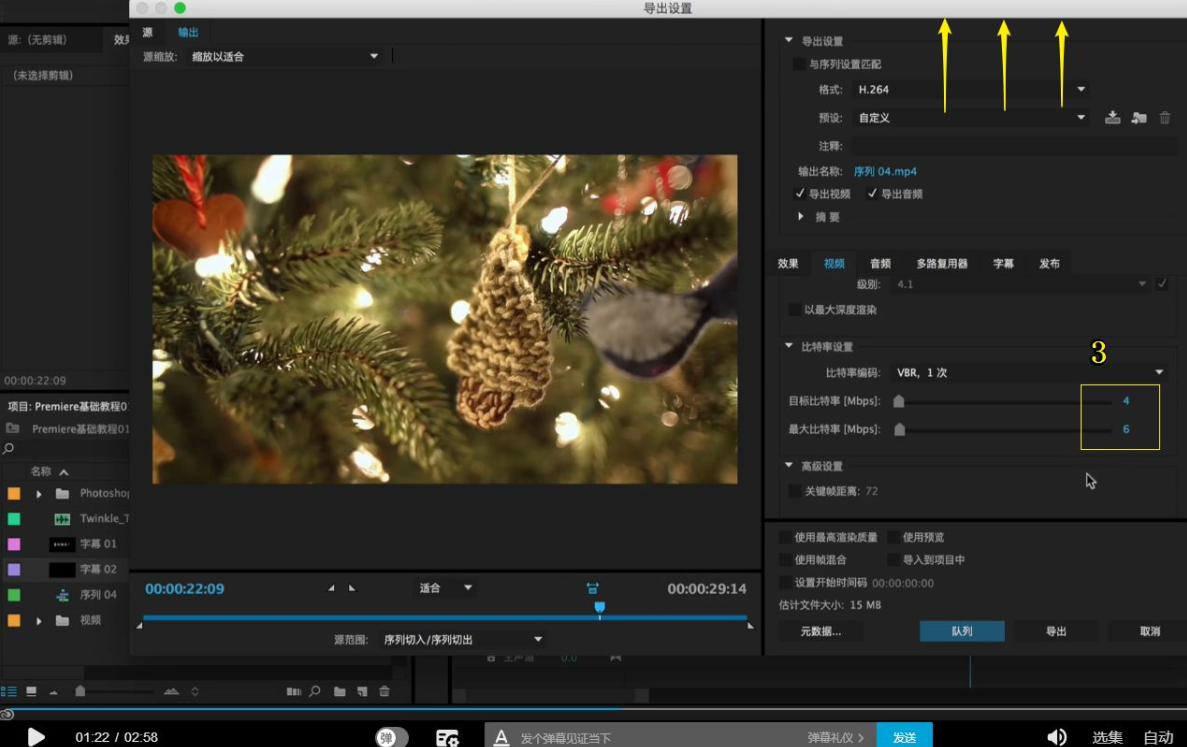 导出设置
源:（无剪辑）
效果
（未选择剪辑）
00:00:22:09
项目: Premiere基础教程01
Premiere基础教程01
名称
Photoshop
Twinkle_T
字幕 01
字幕 02
序列 04
视频
源
输出
源缩放:
缩放以适合
00:00:22:09
适合
00:00:29:14
源范围:
序列切入/序列切出
导出设置
与序列设置匹配
格式:
H.264
预设:
自定义
注释:
输出名称:
序列 04.mp4
导出视频
导出音频
摘要
效果
视频
音频
多路复用器
字幕
发布
级别:
4.1
以最大深度渲染
3
比特率设置
比特率编码:
VBR，1 次
目标比特率 [Mbps]:
4
最大比特率 [Mbps]:
6
高级设置
关键帧距离:
72
使用最高渲染质量
使用预览
使用帧混合
导入到项目中
设置开始时间码
00:00:00:00
估计文件大小:
15 MB
元数据...
队列
导出
取消
主声道
0.0
01:22 / 02:58
弹
发个弹幕见证当下
弹幕礼仪 >
发送
选集
自动